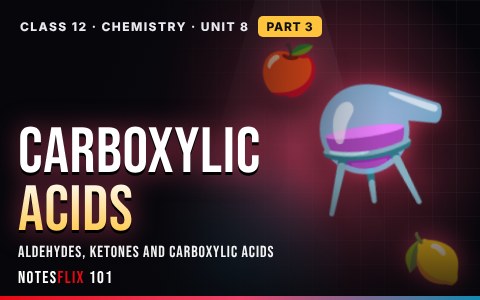 CLASS 12 · CHEMISTRY · UNIT 8 PART 3
CARBOXYLIC
ACIDS
ALDEHYDES, KETONES AND CARBOXYLIC ACIDS
NOTESFLIX 101